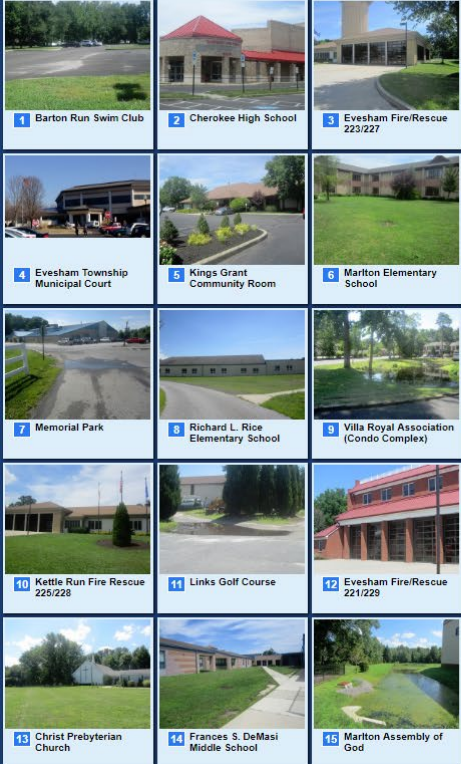 1 Barton Run Swim Club
2 Cherokee High School
3 Evesham Fire/Rescue
223/227
4 Evesham Township
Municipal Court
5 Kings Grant
Community Room
6 Marlton Elementary
School
7 Memorial Park
8 Richard L. Rice
Elementary School
9 Villa Royal Association
(Condo Complex)
10 Kettle Run Fire Rescue
225/228
11 Links Golf Course
12 Evesham Fire/Rescue
221/229
13 Christ Prebyterian
Church
14 Frances S. DeMasi
Middle School
15 Marlton Assembly of
God